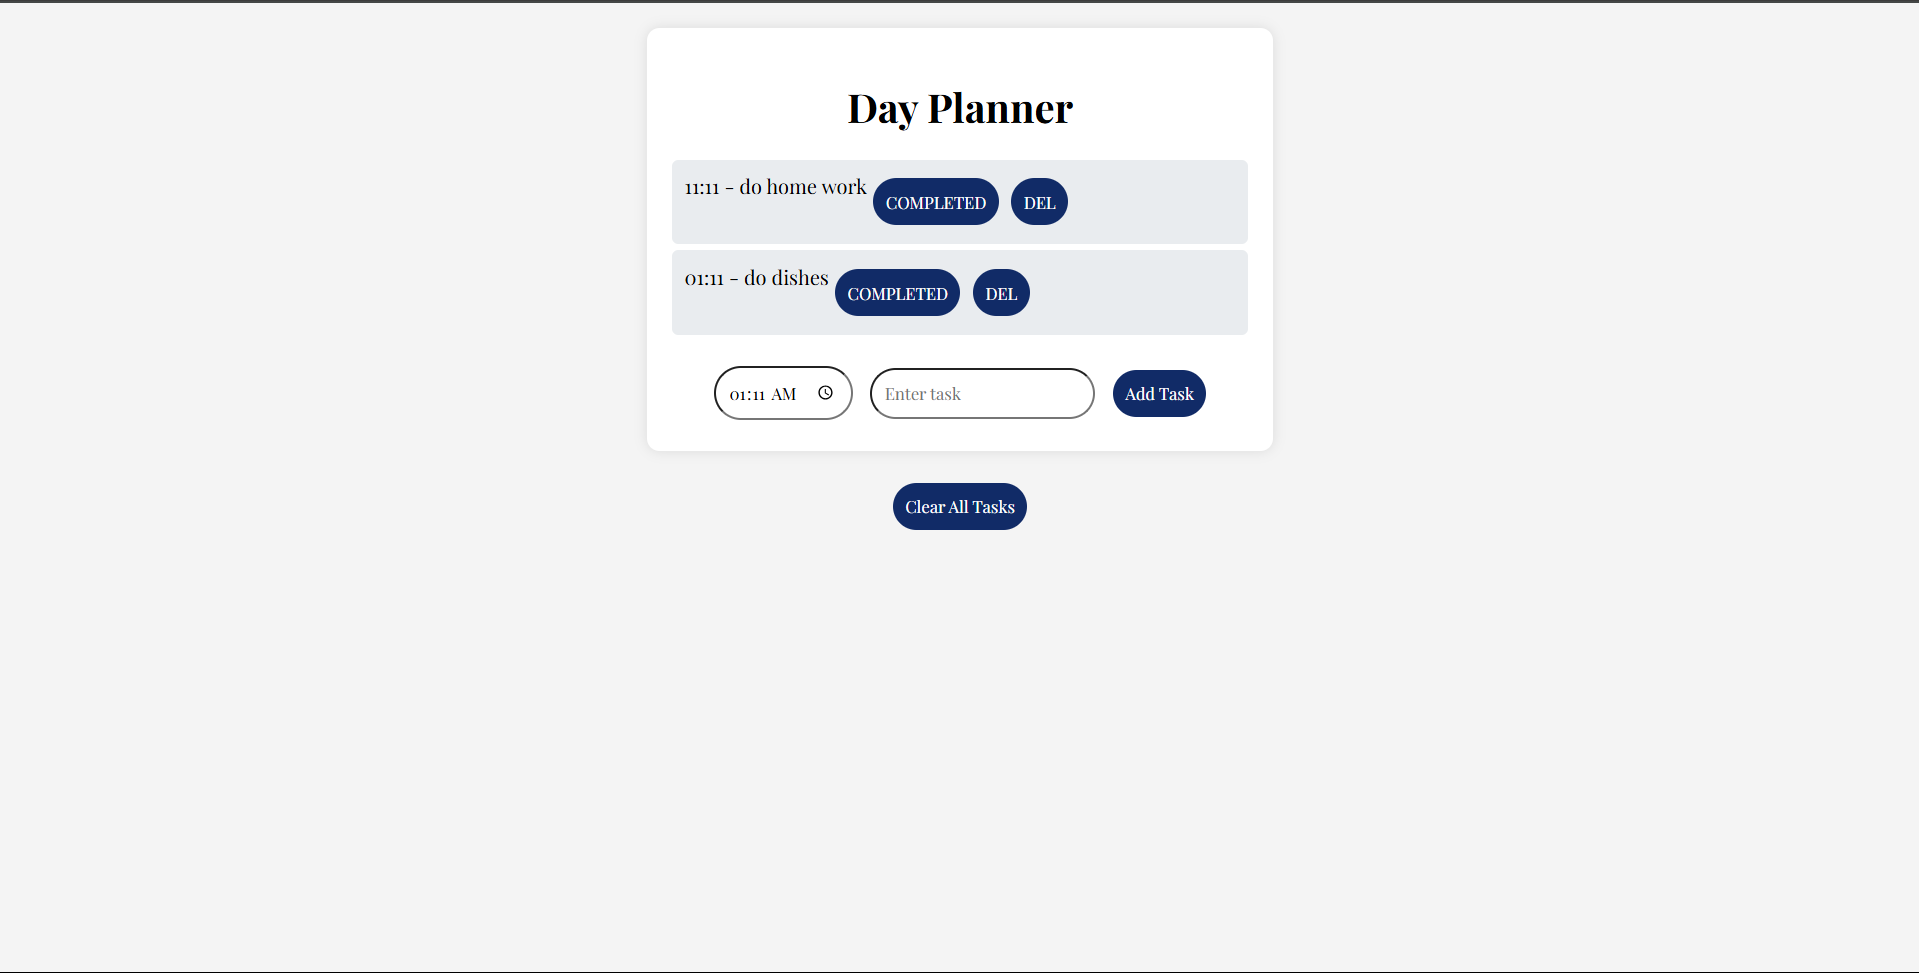 Day Planner
11:11 - do home work COMPLETED DEL
01:11 - do dishes COMPLETED DEL
01:11 AM Enter task Add Task
Clear All Tasks